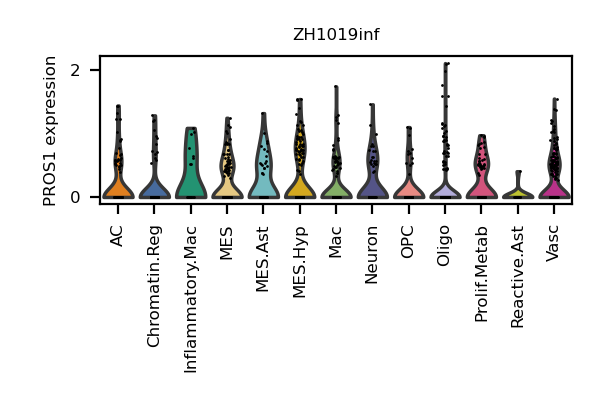 ZH1019inf
PROS1 expression
2
0
AC
Chromatin.Reg
Inflammatory.Mac
MES
MES.Ast
MES.Hyp
Mac
Neuron
OPC
Oligo
Prolif.Metab
Reactive.Ast
Vasc